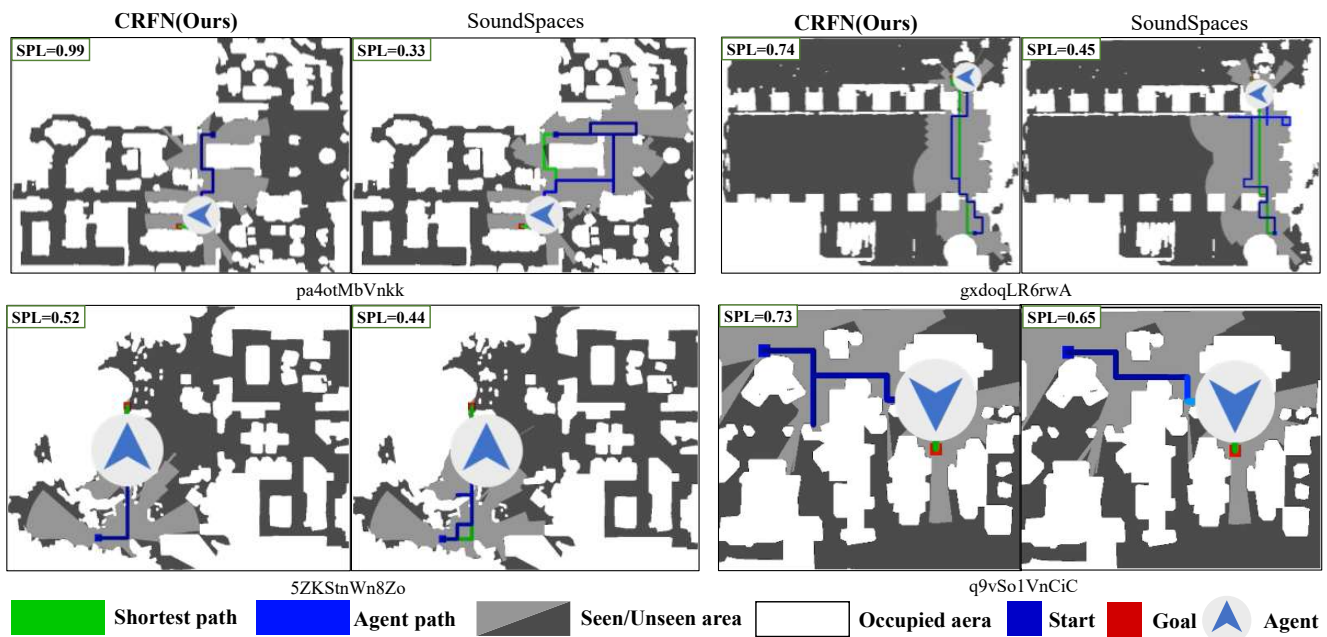 CRFN(Ours) SoundSpaces CRFN(Ours) SoundSpaces
SPL=0.99 SPL=0.33 SPL=0.74 SPL=0.45
pa4otMbVnkk gxdoqLR6rwA
SPL=0.52 SPL=0.44 SPL=0.73 SPL=0.65
5ZKStnWn8Zo q9vSo1VnCiC
Shortest path Agent path Seen/Unseen area Occupied aera Start Goal Agent